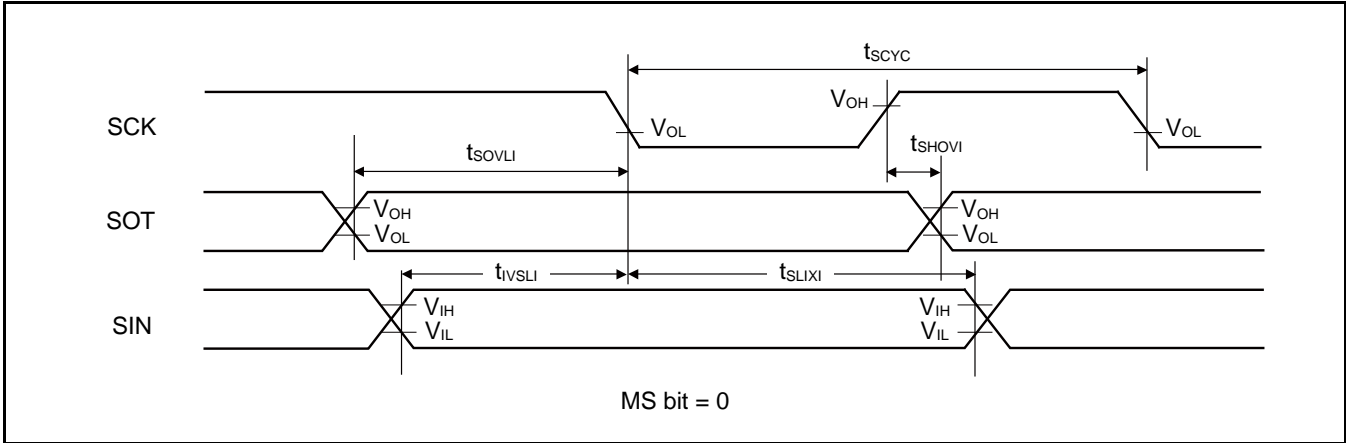 tSCYC
SCK
VOH
VOL
VOL
tSHOVI
tSOVLI
SOT
VOH
VOL
VOH
VOL
tIVSLI
tSLIXI
SIN
VIH
VIL
VIH
VIL
MS bit = 0